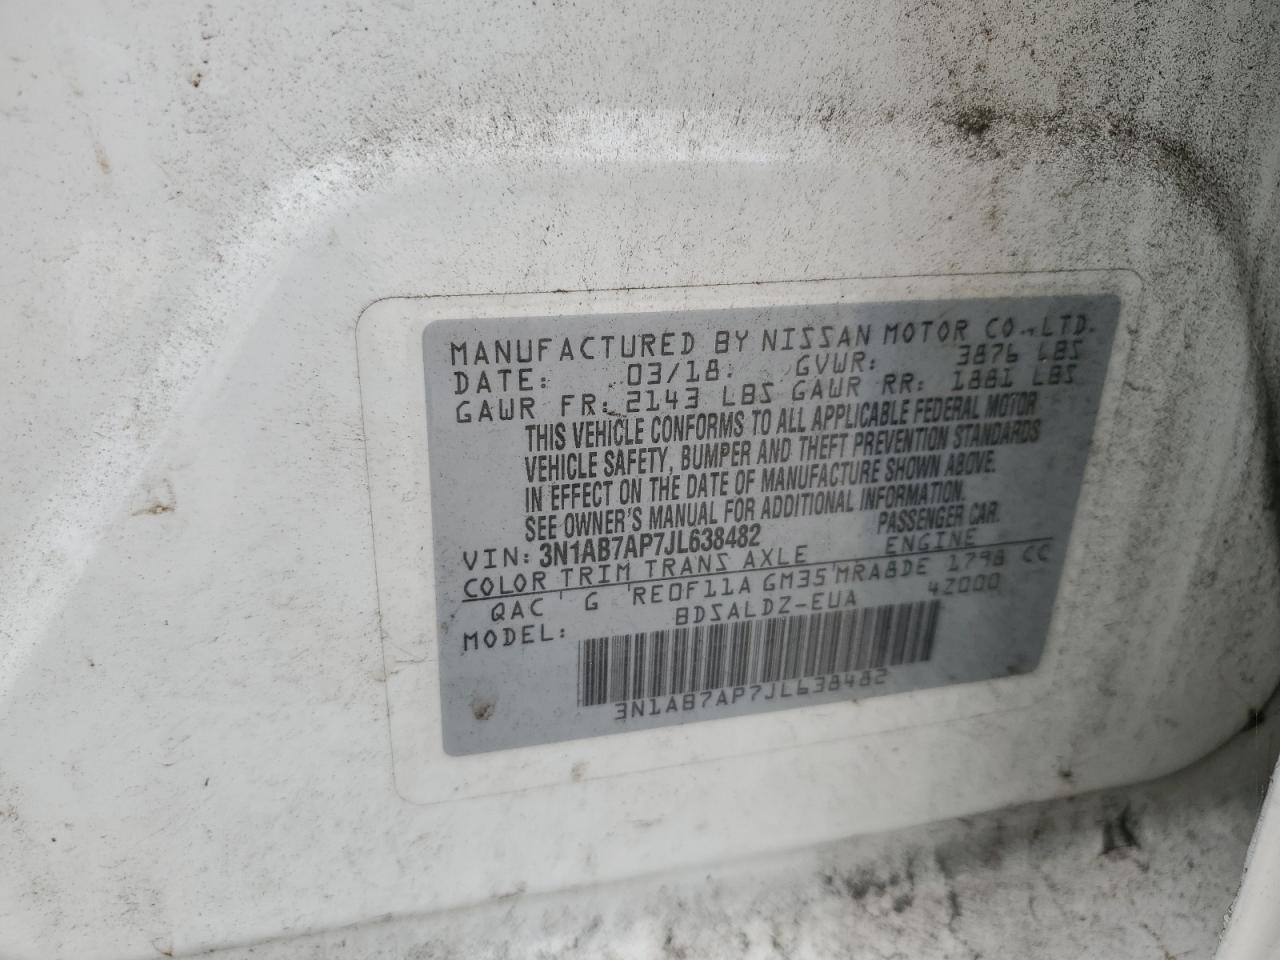 MANUFACTURED BY NISSAN MOTOR CO.,LTD.
DATE: 03/18 GVWR: 3876 LBS
GAWR FR: 2143 LBS GAWR RR: 1881 LBS
THIS VEHICLE CONFORMS TO ALL APPLICABLE FEDERAL MOTOR
VEHICLE SAFETY, BUMPER AND THEFT PREVENTION STANDARDS
IN EFFECT ON THE DATE OF MANUFACTURE SHOWN ABOVE.
SEE OWNER'S MANUAL FOR ADDITIONAL INFORMATION.
VIN: 3N1AB7AP7JL638482 PASSENGER CAR.
COLOR TRIM TRANS AXLE ENGINE
QAC G RE0F11A GM35 MRA8DE 1798 CC
MODEL: BDSALDZ-EUA 4Z000
3N1AB7AP7JL638482